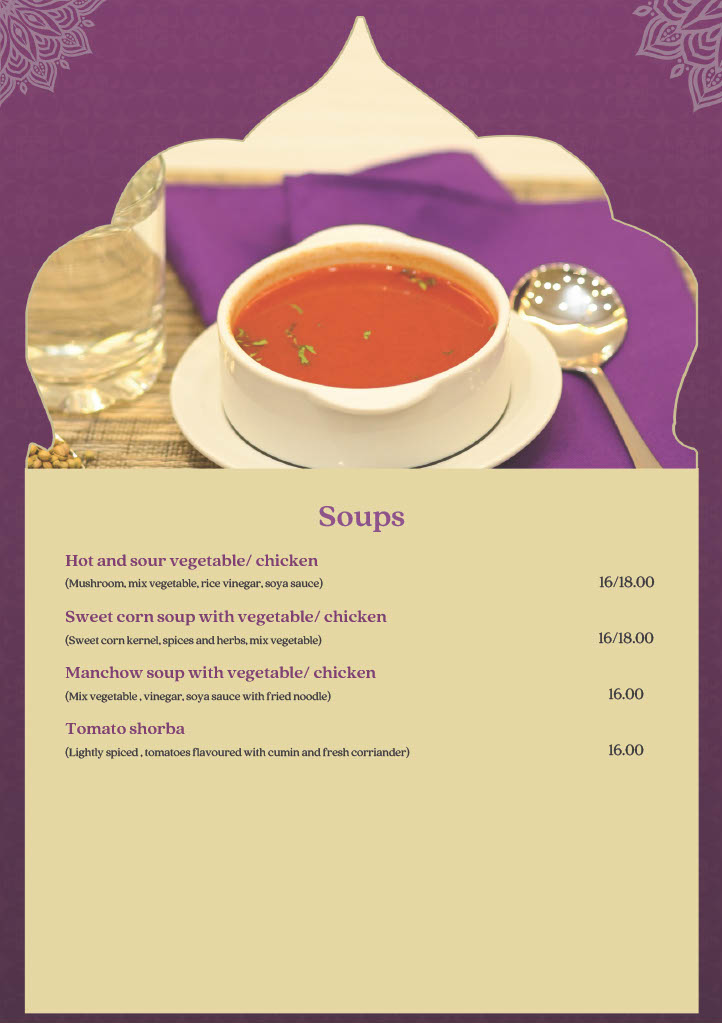 Soups
Hot and sour vegetable/ chicken
(Mushroom, mix vegetable, rice vinegar, soya sauce)
16/18.00
Sweet corn soup with vegetable/ chicken
(Sweet corn kernel, spices and herbs, mix vegetable)
16/18.00
Manchow soup with vegetable/ chicken
(Mix vegetable , vinegar, soya sauce with fried noodle)
16.00
Tomato shorba
(Lightly spiced , tomatoes flavoured with cumin and fresh corriander)
16.00